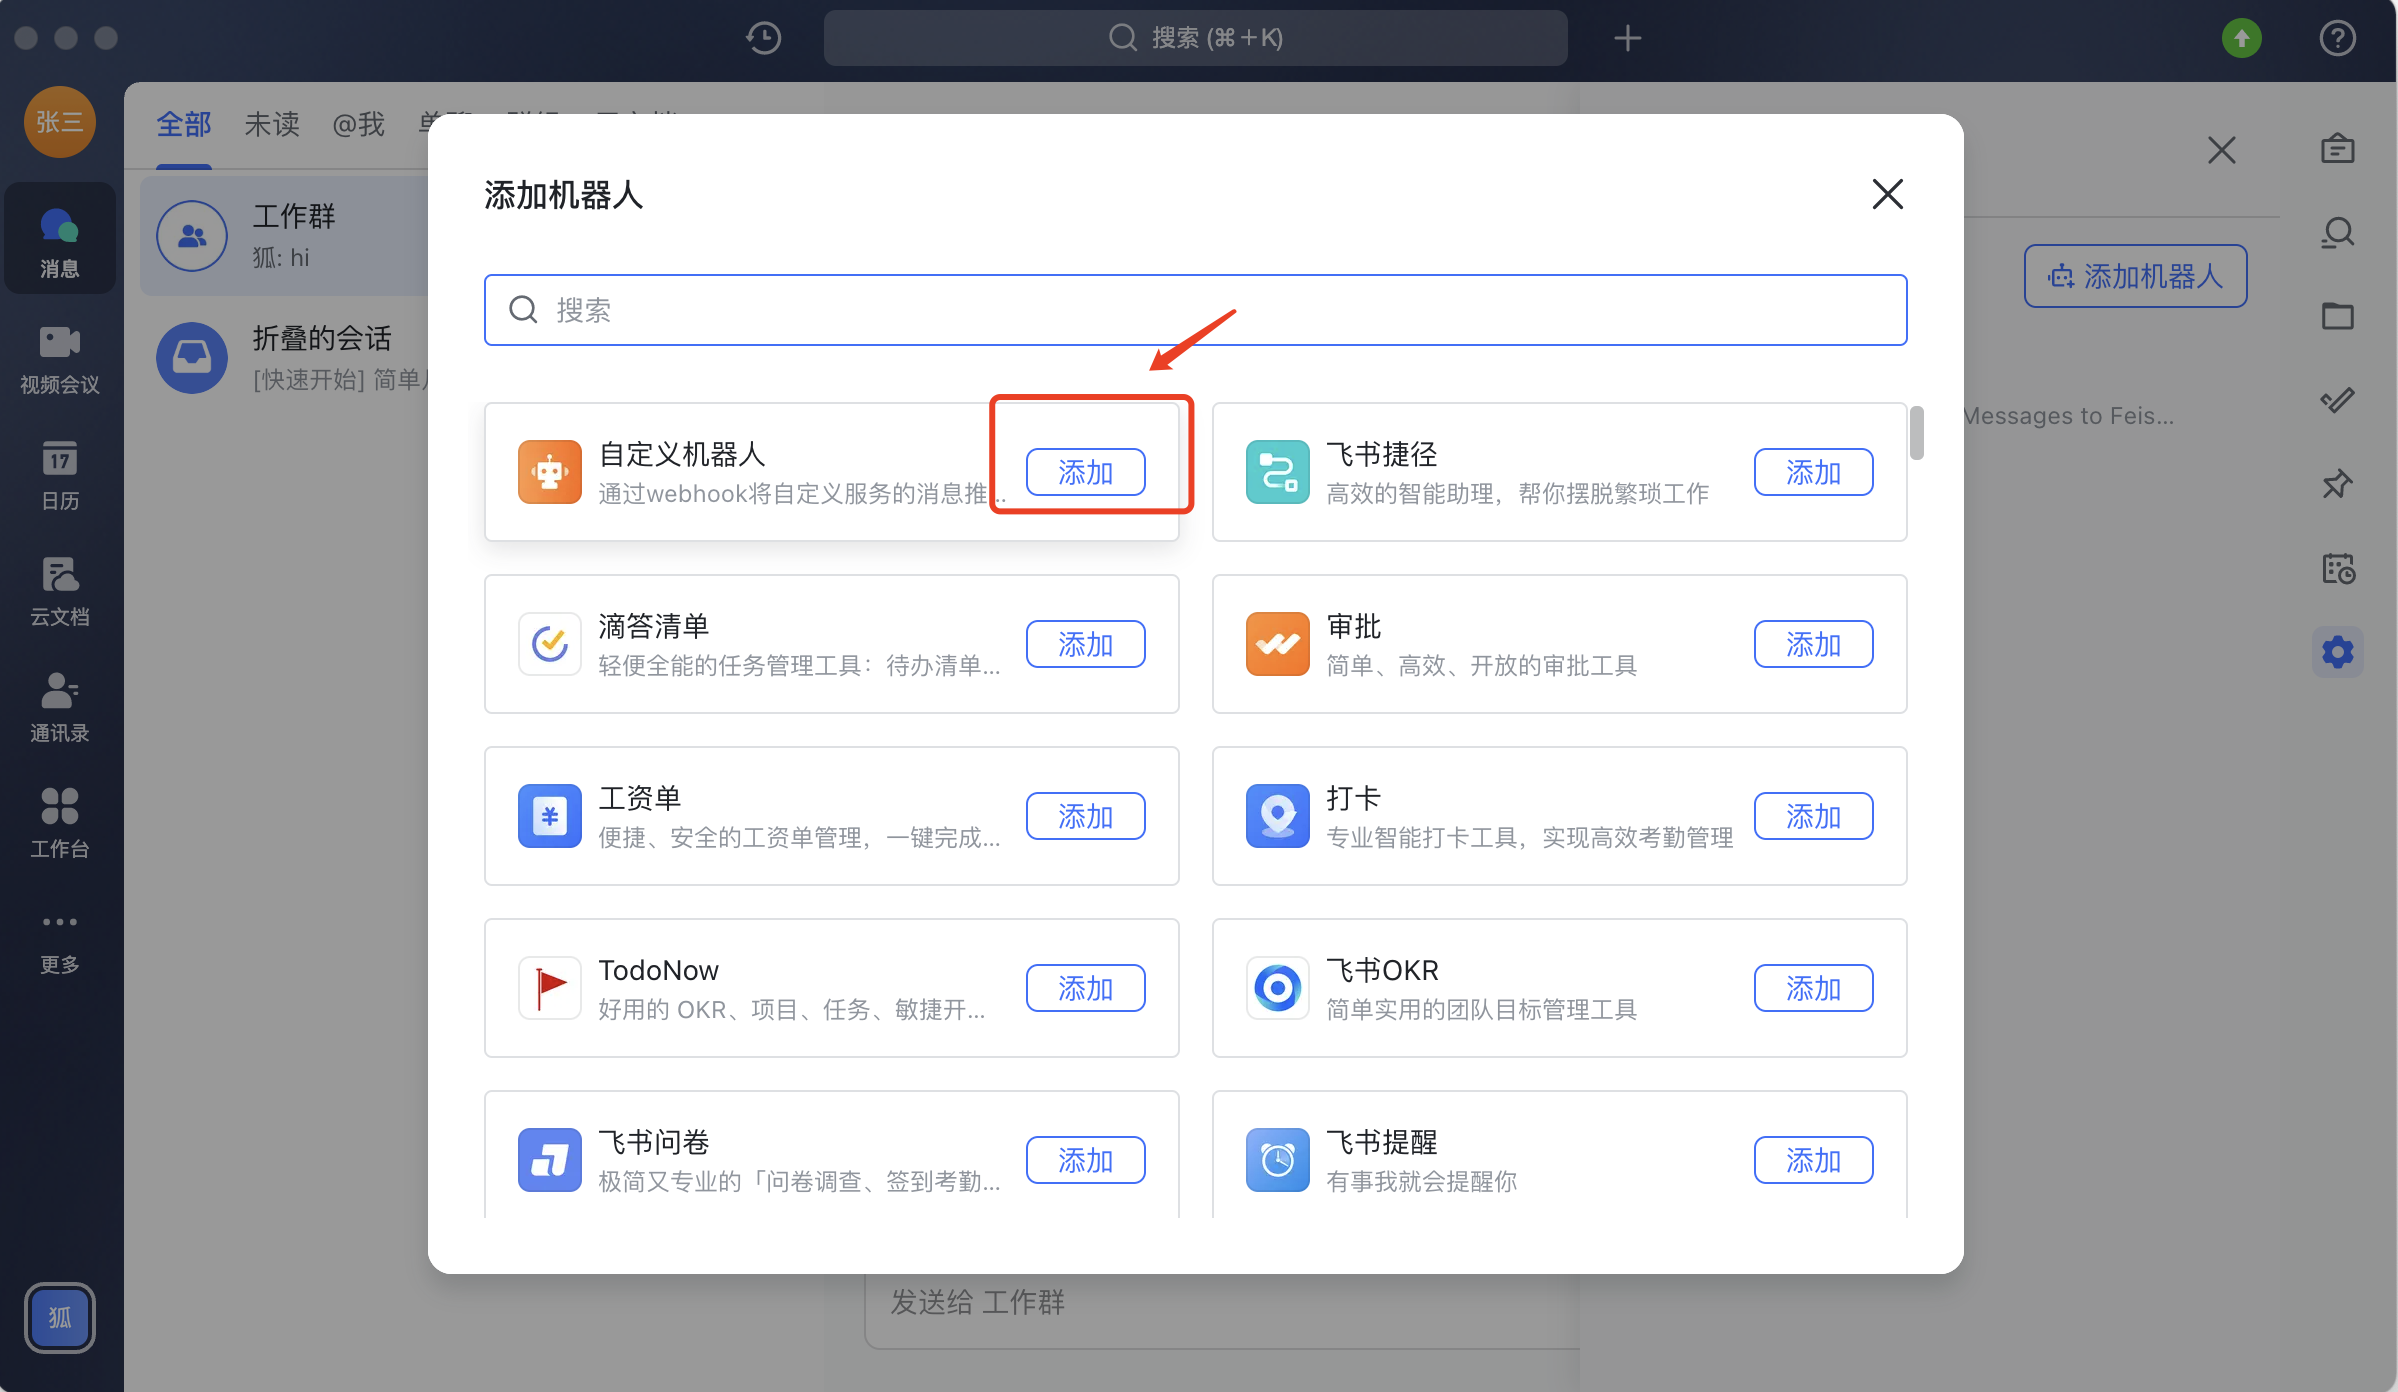 搜索 (⌘+K)
张三
消息
视频会议
17
日历
云文档
通讯录
工作台
更多
狐
全部 未读 @我
工作群
狐: hi
折叠的会话
[快速开始] 简单
添加机器人
搜索
自定义机器人
通过webhook将自定义服务的消息推...
添加
飞书捷径
高效的智能助理，帮你摆脱繁琐工作
添加
滴答清单
轻便全能的任务管理工具：待办清单...
添加
审批
简单、高效、开放的审批工具
添加
工资单
便捷、安全的工资单管理，一键完成...
添加
打卡
专业智能打卡工具，实现高效考勤管理
添加
TodoNow
好用的 OKR、项目、任务、敏捷开...
添加
飞书OKR
简单实用的团队目标管理工具
添加
飞书问卷
极简又专业的「问卷调查、签到考勤...
添加
飞书提醒
有事我就会提醒你
添加
添加机器人
Messages to Feis...
发送给 工作群